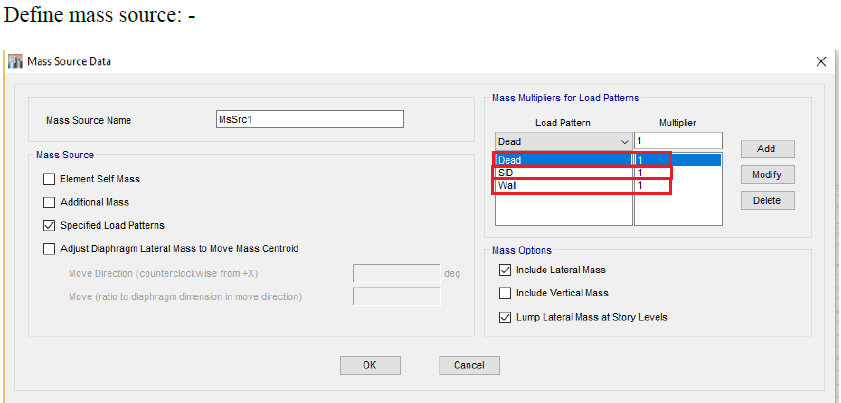 Define mass source: -
Mass Source Data
Mass Source Name
MsSrc1
Mass Source
Element Self Mass
Additional Mass
Specified Load Patterns
Adjust Diaphragm Lateral Mass to Move Mass Centroid
Move Direction (counterclockwise from +X)
deg
Move (ratio to diaphragm dimension in move direction)
Mass Multipliers for Load Patterns
Load Pattern Multiplier
Dead 1
Dead 1
SD 1
Wall 1
Add
Modify
Delete
Mass Options
Include Lateral Mass
Include Vertical Mass
Lump Lateral Mass at Story Levels
OK Cancel